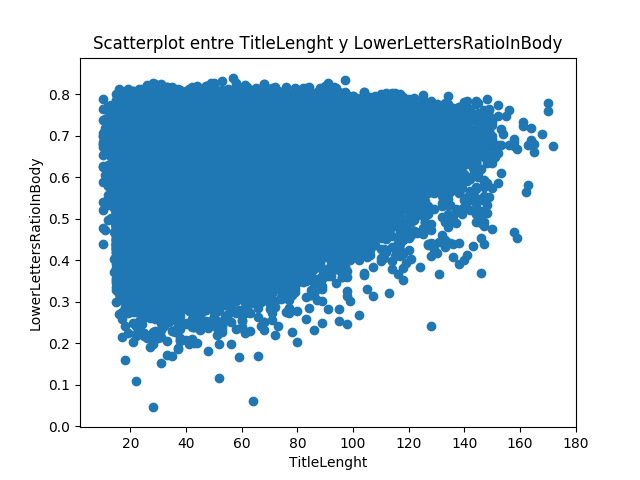 Scatterplot entre TitleLenght y LowerLettersRatioInBody
LowerLettersRatioInBody
0.8
0.7
0.6
0.5
0.4
0.3
0.2
0.1
0.0
20 40 60 80 100 120 140 160 180
TitleLenght